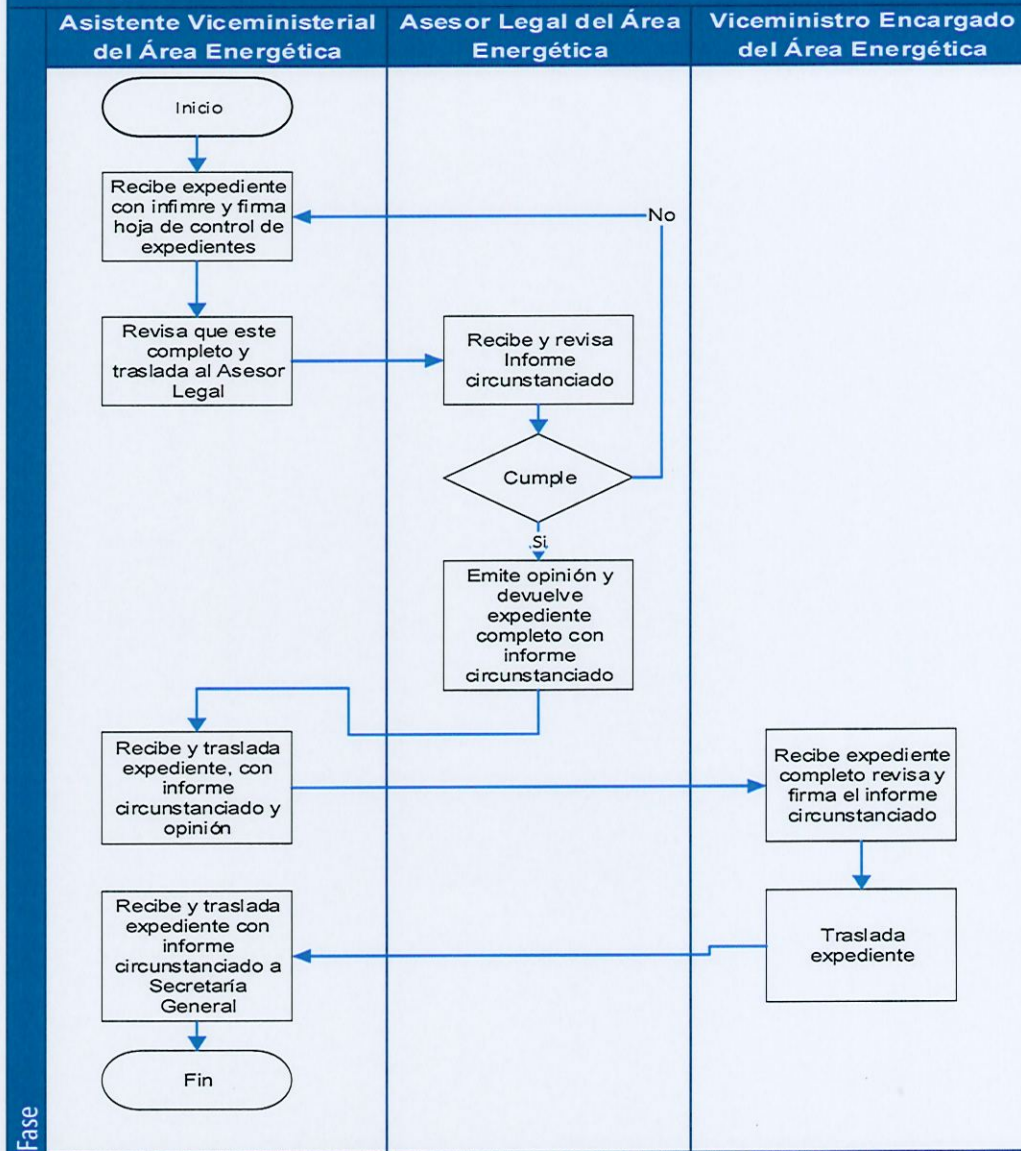 Asistente Viceministerial
del Área Energética
Asesor Legal del Área
Energética
Viceministro Encargado
del Área Energética
Inicio
Recibe expediente
con infimre y firma
hoja de control de
expedientes
No
Revisa que este
completo y
traslada al Asesor
Legal
Recibe y revisa
Informe
circunstanciado
Cumple
Si
Emite opinión y
devuelve
expediente
completo con
informe
circunstanciado
Recibe y traslada
expediente, con
informe
circunstanciado y
opinión
Recibe expediente
completo revisa y
firma el informe
circunstanciado
Recibe y traslada
expediente con
informe
circunstanciado a
Secretaría
General
Traslada
expediente
Fin
Fase